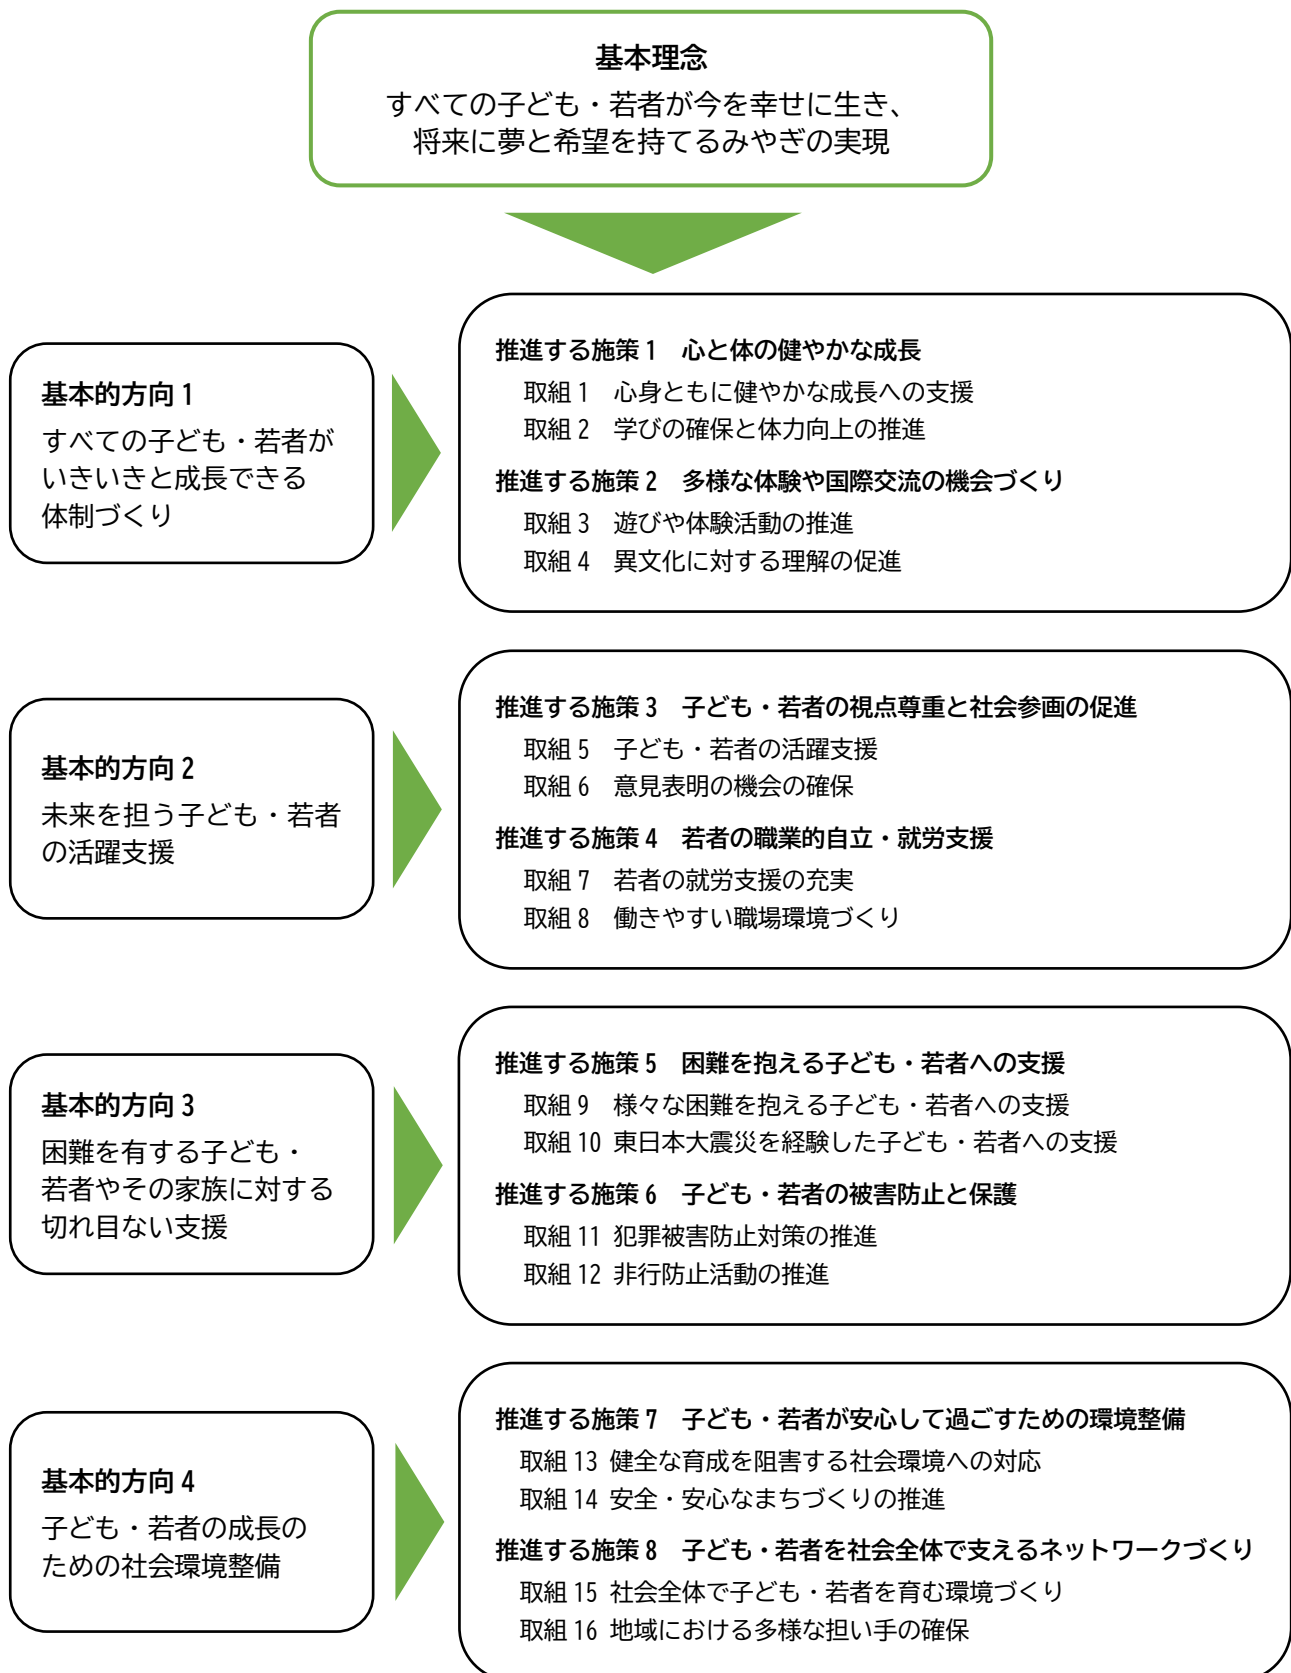 基本理念
すべての子ども・若者が今を幸せに生き、
将来に夢と希望を持てるみやぎの実現
基本的方向1
すべての子ども・若者が
いきいきと成長できる
体制づくり
推進する施策1　心と体の健やかな成長
取組1　心身ともに健やかな成長への支援
取組2　学びの確保と体力向上の推進
推進する施策2　多様な体験や国際交流の機会づくり
取組3　遊びや体験活動の推進
取組4　異文化に対する理解の促進
基本的方向2
未来を担う子ども・若者
の活躍支援
推進する施策3　子ども・若者の視点尊重と社会参画の促進
取組5　子ども・若者の活躍支援
取組6　意見表明の機会の確保
推進する施策4　若者の職業的自立・就労支援
取組7　若者の就労支援の充実
取組8　働きやすい職場環境づくり
基本的方向3
困難を有する子ども・
若者やその家族に対する
切れ目ない支援
推進する施策5　困難を抱える子ども・若者への支援
取組9　様々な困難を抱える子ども・若者への支援
取組10 東日本大震災を経験した子ども・若者への支援
推進する施策6　子ども・若者の被害防止と保護
取組11 犯罪被害防止対策の推進
取組12 非行防止活動の推進
基本的方向4
子ども・若者の成長の
ための社会環境整備
推進する施策7　子ども・若者が安心して過ごすための環境整備
取組13 健全な育成を阻害する社会環境への対応
取組14 安全・安心なまちづくりの推進
推進する施策8　子ども・若者を社会全体で支えるネットワークづくり
取組15 社会全体で子ども・若者を育む環境づくり
取組16 地域における多様な担い手の確保